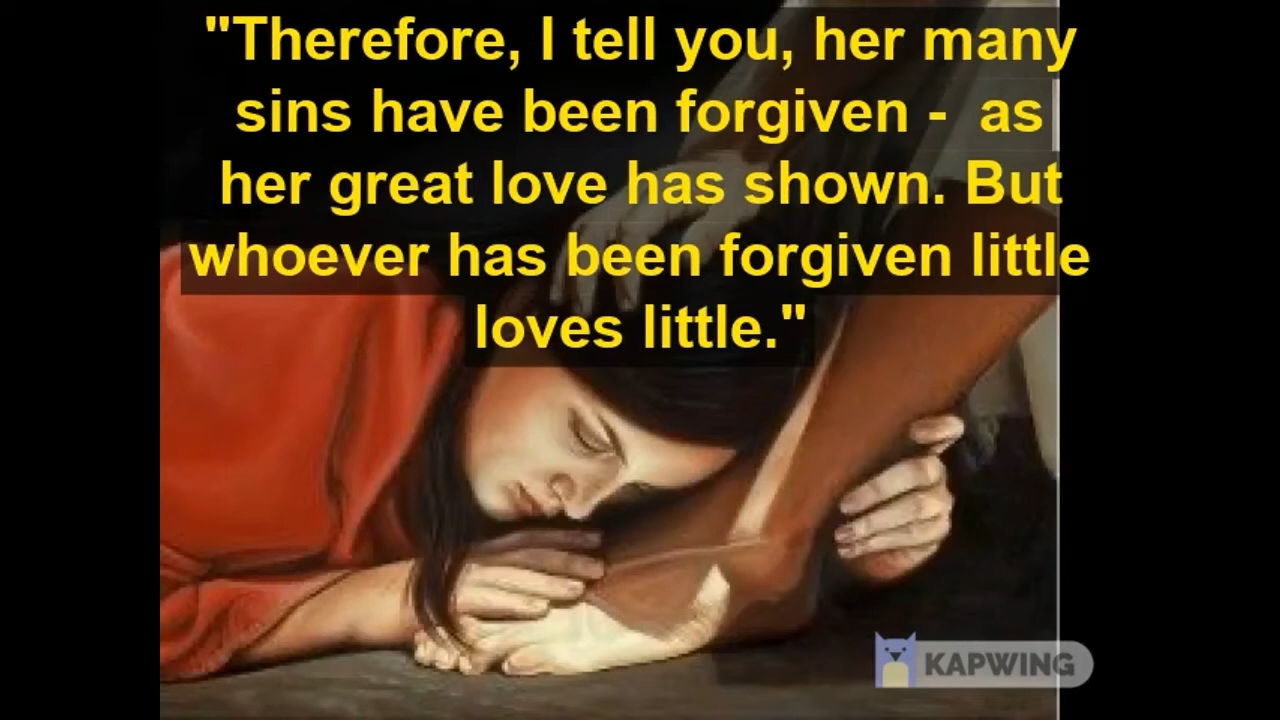 "Therefore, I tell you, her many
sins have been forgiven -  as
her great love has shown. But
whoever has been forgiven little
loves little."
KAPWING